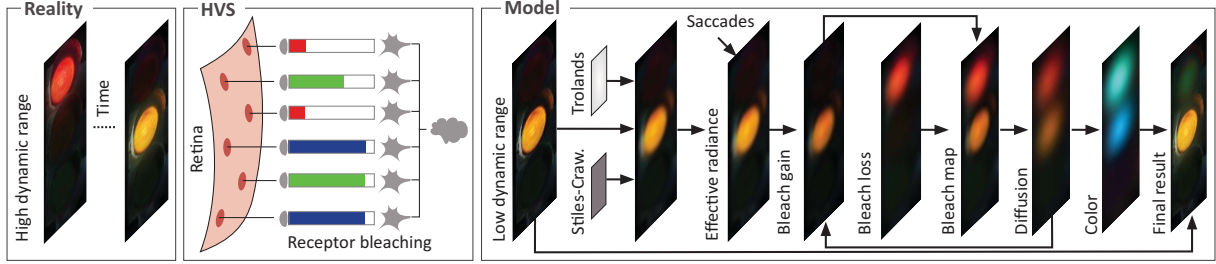 Reality
HVS
Model
High dynamic range
Time
Retina
Receptor bleaching
Low dynamic range
Trolands
Stiles-Craw.
Saccades
Effective radiance
Bleach gain
Bleach loss
Bleach map
Diffusion
Color
Final result